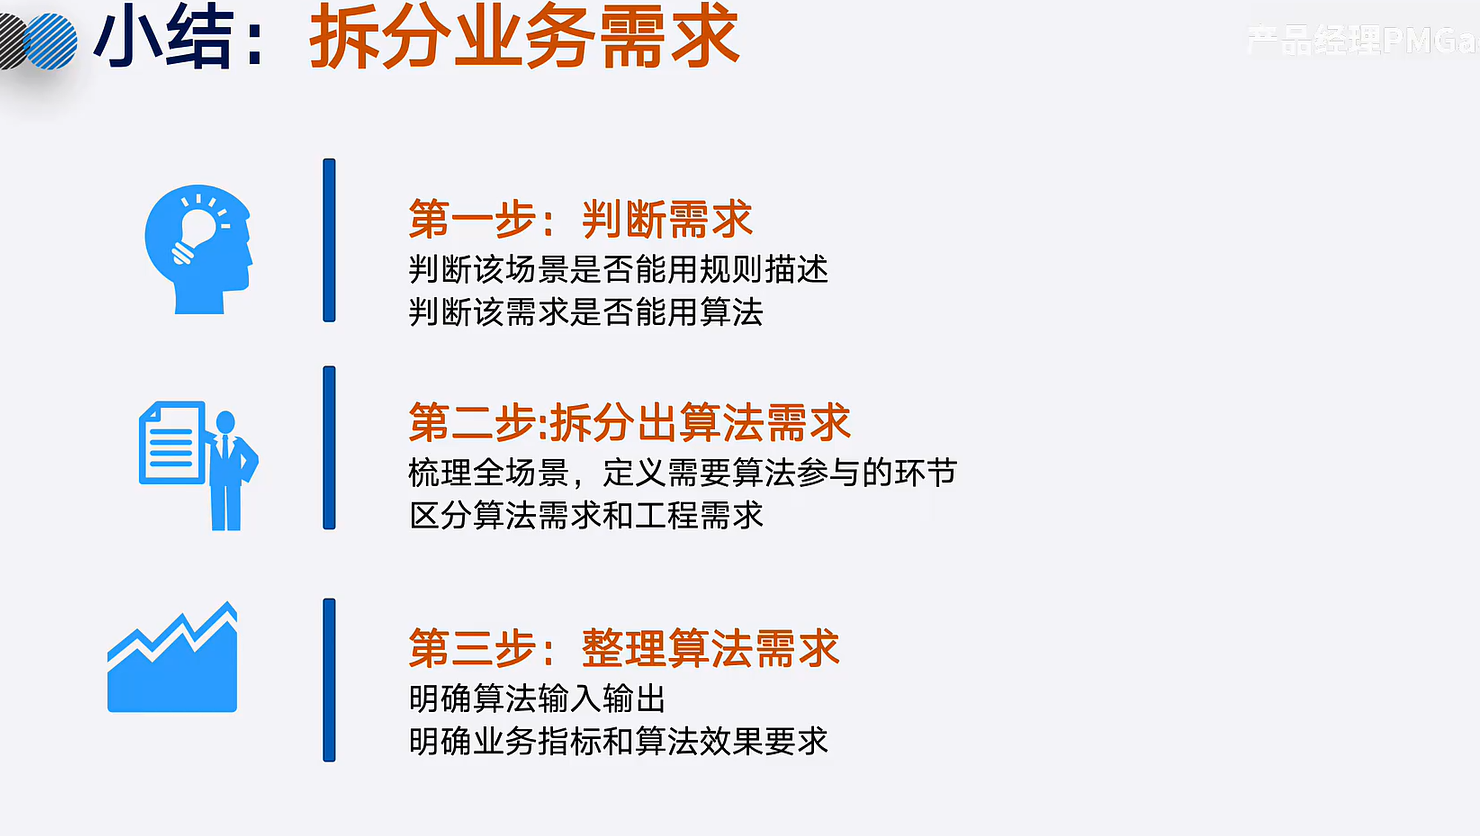 小结：拆分业务需求
产品经理PMGa
第一步：判断需求
判断该场景是否能用规则描述
判断该需求是否能用算法
第二步:拆分出算法需求
梳理全场景，定义需要算法参与的环节
区分算法需求和工程需求
第三步：整理算法需求
明确算法输入输出
明确业务指标和算法效果要求